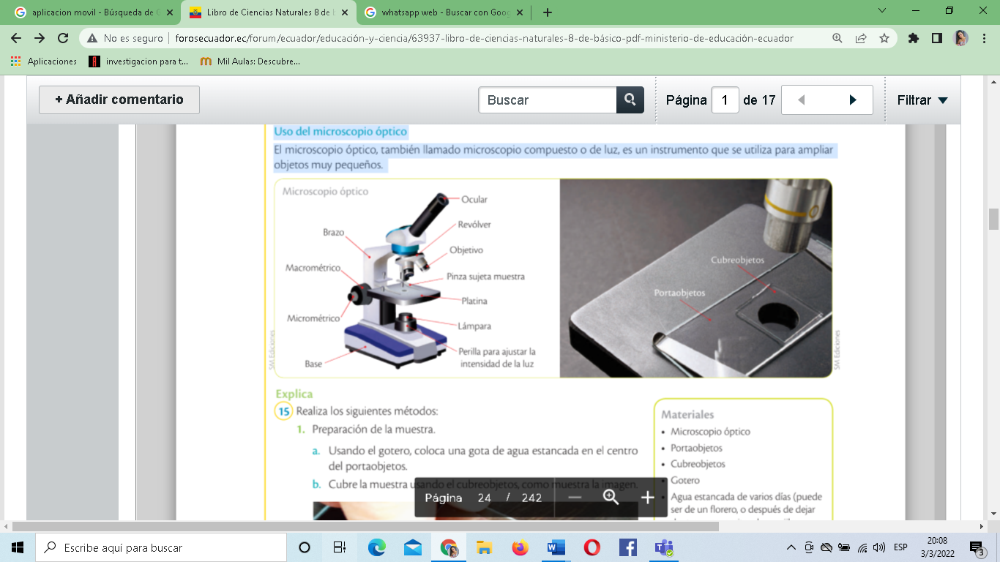 aplicacion movil - Búsqueda de G
Libro de Ciencias Naturales 8 de b
whatsapp web - Buscar con Goog
No es seguro
forosecuador.ec/forum/ecuador/educación-y-ciencia/63937-libro-de-ciencias-naturales-8-de-básico-pdf-ministerio-de-educación-ecuador
Aplicaciones
investigacion para t...
Mil Aulas: Descubre...
+ Añadir comentario
Buscar
Página 1 de 17
Filtrar
Uso del microscopio óptico
El microscopio óptico, también llamado microscopio compuesto o de luz, es un instrumento que se utiliza para ampliar
objetos muy pequeños.
Microscopio óptico
Ocular
Revólver
Brazo
Objetivo
Macrométrico
Pinza sujeta muestra
Platina
Micrométrico
Lámpara
Perilla para ajustar la
intensidad de la luz
Base
SM Ediciones
Cubreobjetos
Portaobjetos
SM Ediciones
Explica
15 Realiza los siguientes métodos:
1. Preparación de la muestra.
a. Usando el gotero, coloca una gota de agua estancada en el centro
del portaobjetos.
b. Cubre la muestra usando el cubreobjetos, como muestra la imagen.
Materiales
• Microscopio óptico
• Portaobjetos
• Cubreobjetos
• Gotero
• Agua estancada de varios días (puede
ser de un florero, o después de dejar
Página 24 / 242
Escribe aquí para buscar
ESP
20:08
3/3/2022
3